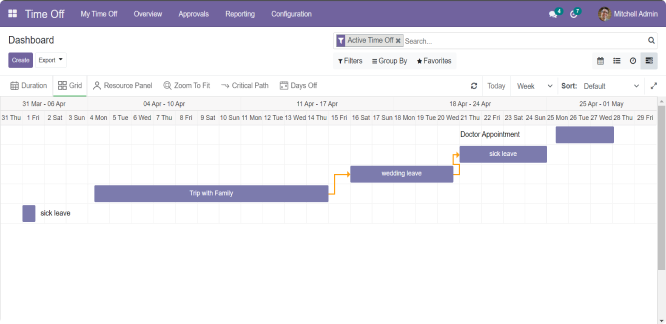 Time Off My Time Off Overview Approvals Reporting Configuration 4 7 Mitchell Admin
Dashboard Active Time Off Search...
Create Export Filters Group By Favorites
Duration Grid Resource Panel Zoom To Fit Critical Path Days Off Today Week Sort: Default
31 Mar - 06 Apr 04 Apr - 10 Apr 11 Apr - 17 Apr 18 Apr - 24 Apr 25 Apr - 01 May
31 Thu 1 Fri 2 Sat 3 Sun 4 Mon 5 Tue 6 Wed 7 Thu 8 Fri 9 Sat 10 Sun 11 Mon 12 Tue 13 Wed 14 Thu 15 Fri 16 Sat 17 Sun 18 Mon 19 Tue 20 Wed 21 Thu 22 Fri 23 Sat 24 Sun 25 Mon 26 Tue 27 Wed 28 Thu 29 Fri
Doctor Appointment
sick leave
wedding leave
Trip with Family
sick leave